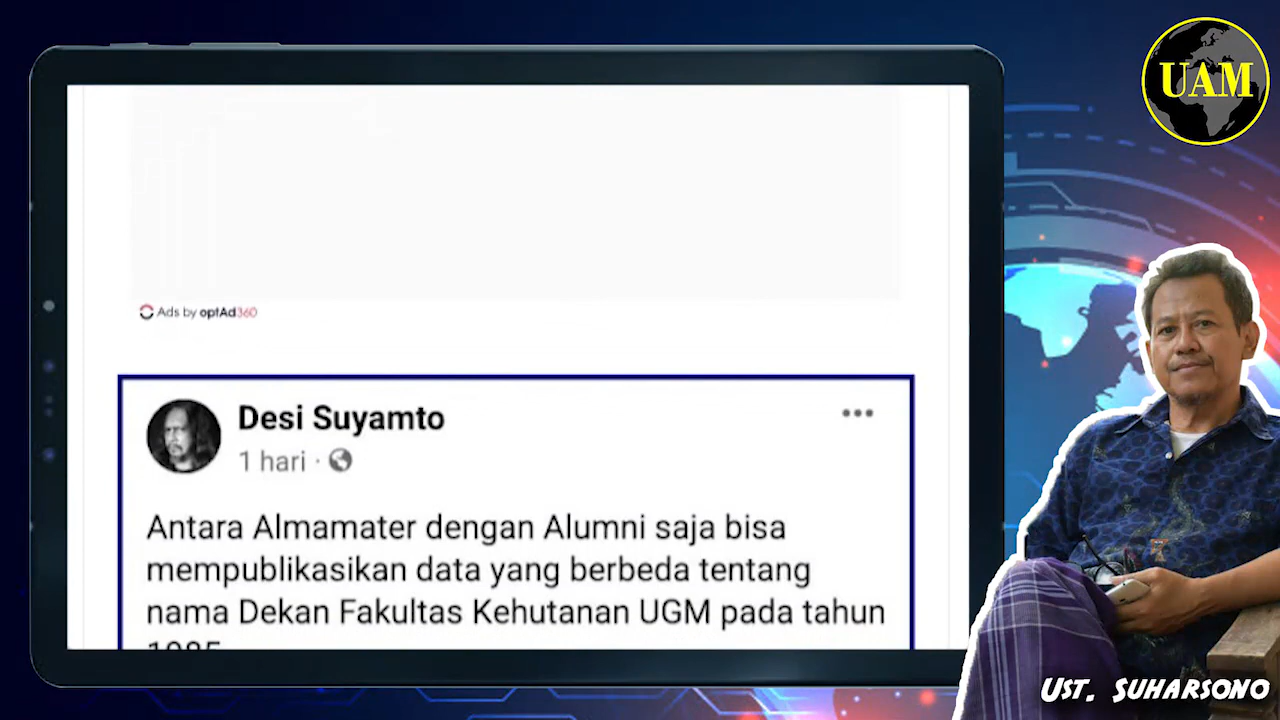 UAM
Ads by optAd360
Desi Suyamto
1 hari ·
Antara Almamater dengan Alumni saja bisa
mempublikasikan data yang berbeda tentang
nama Dekan Fakultas Kehutanan UGM pada tahun
UST. SUHARSONO